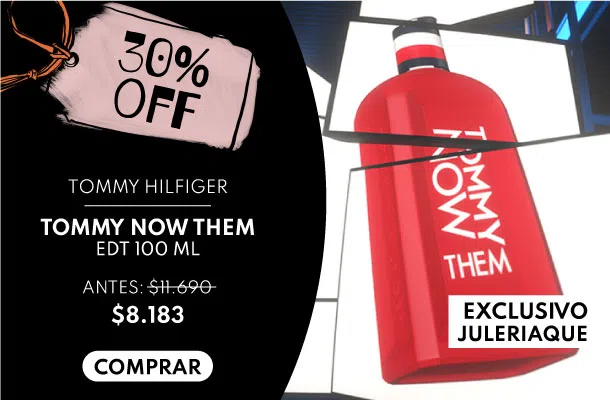 30%
OFF
TOMMY HILFIGER
TOMMY NOW THEM
EDT 100 ML
ANTES: $11.690
$8.183
COMPRAR
TOMMY
NOW
THEM
EXCLUSIVO
JULERIAQUE